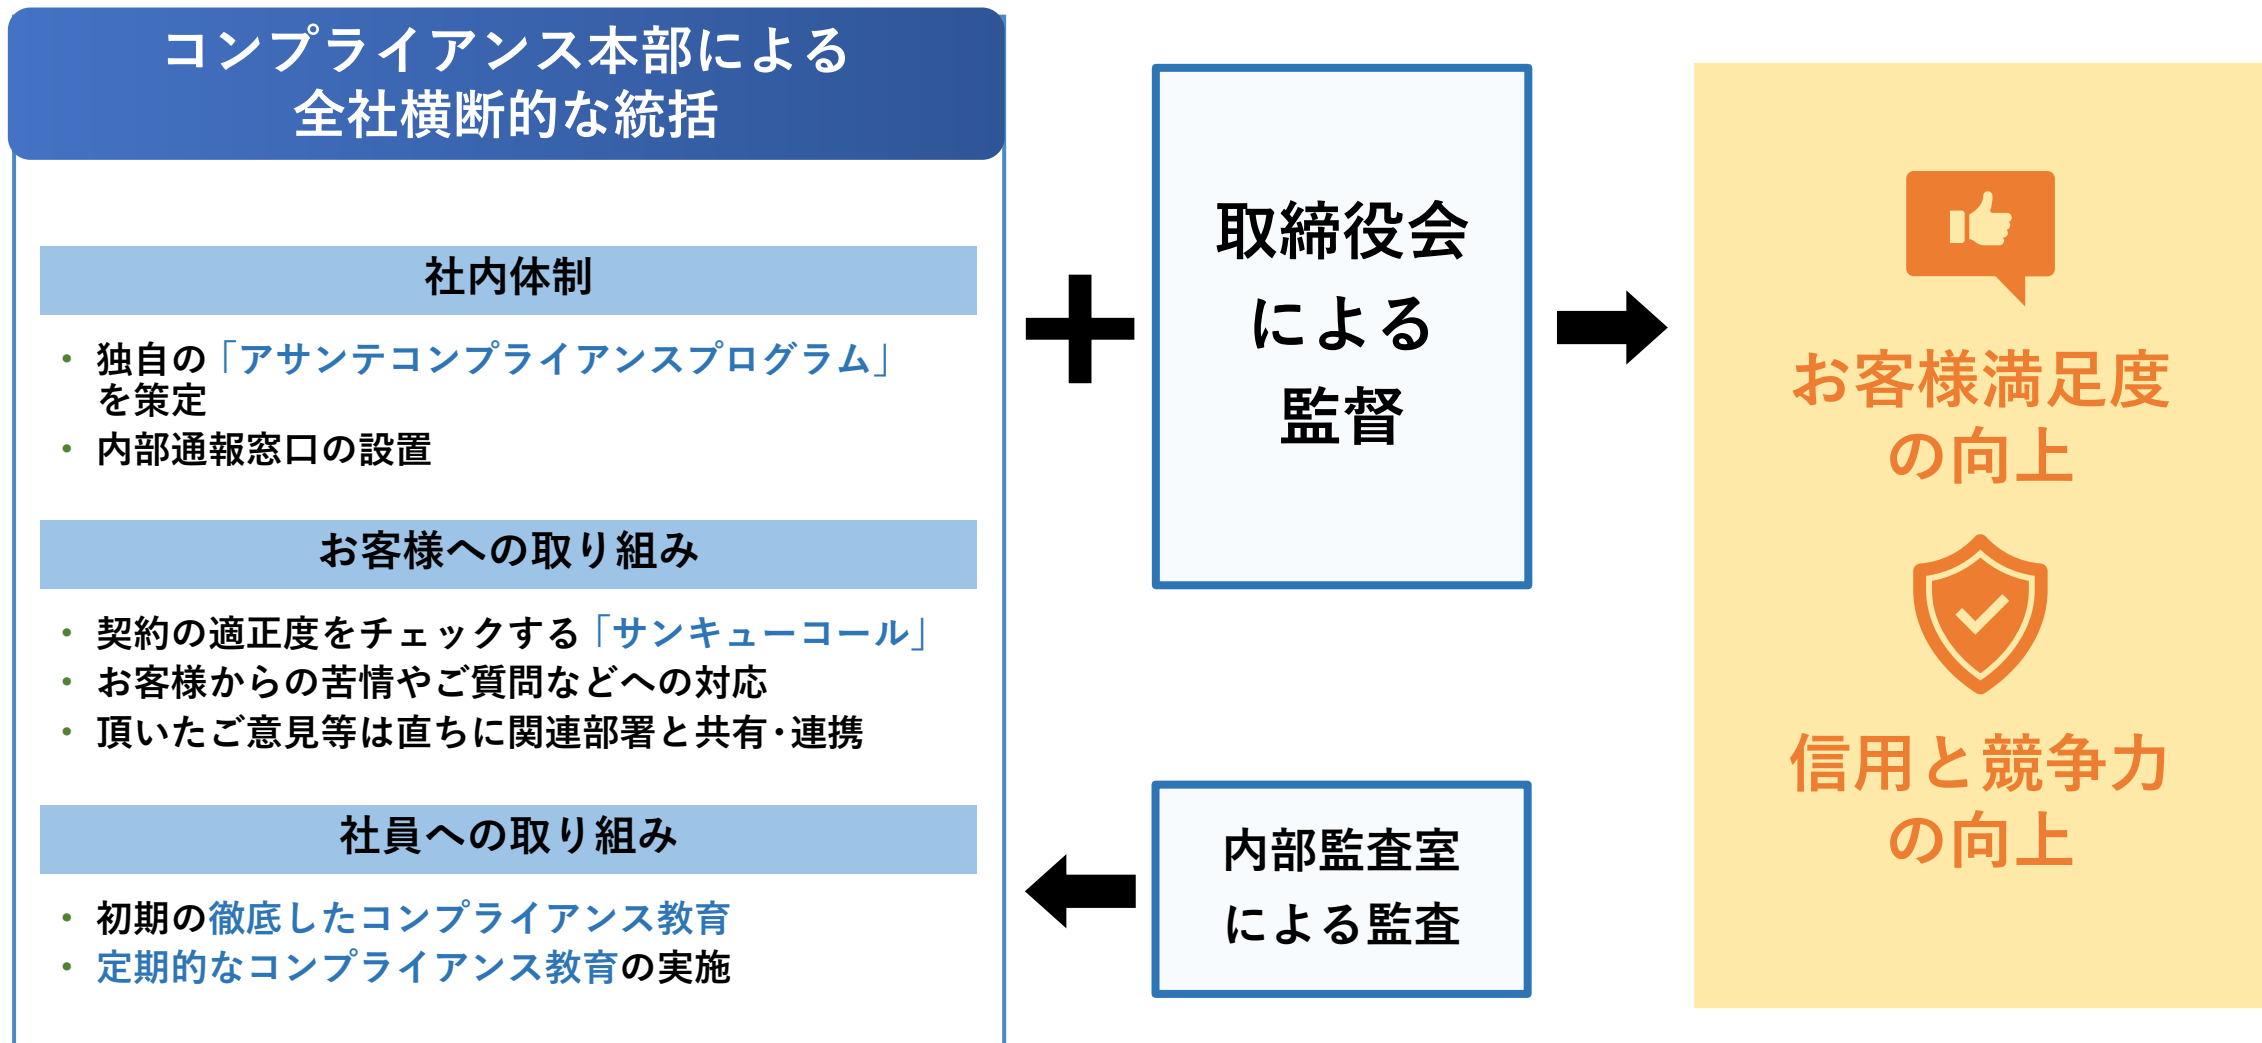 コンプライアンス本部による
全社横断的な統括
社内体制
・ 独自の「アサンテコンプライアンスプログラム」
を策定
・ 内部通報窓口の設置
お客様への取り組み
・ 契約の適正度をチェックする「サンキューコール」
・ お客様からの苦情やご質問などへの対応
・ 頂いたご意見等は直ちに関連部署と共有・連携
社員への取り組み
・ 初期の徹底したコンプライアンス教育
・ 定期的なコンプライアンス教育の実施
取締役会
による
監督
内部監査室
による監査
お客様満足度
の向上
信用と競争力
の向上